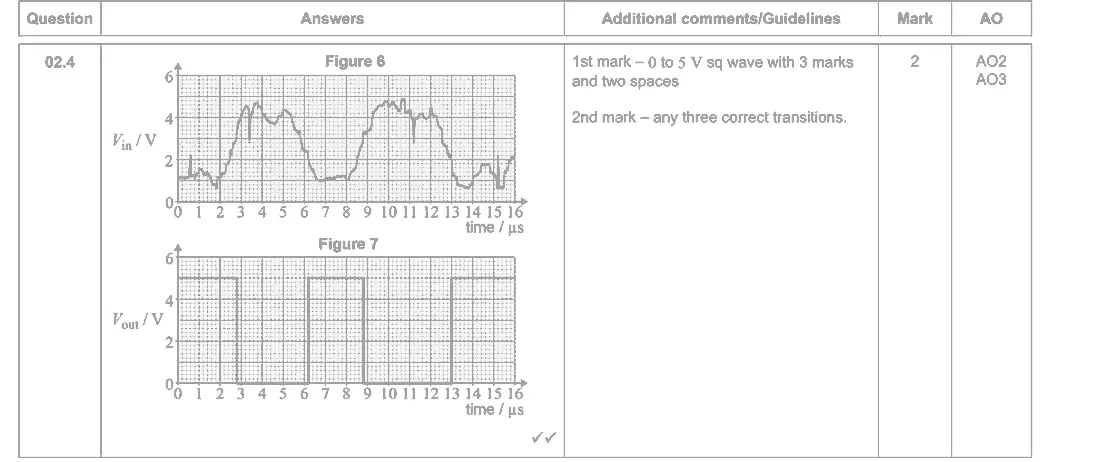 Question Answers Additional comments/Guidelines Mark AO
02.4
Figure 6
6
4
2
0
V_in / V
0 1 2 3 4 5 6 7 8 9 10 11 12 13 14 15 16
time / µs
Figure 7
6
4
2
0
V_out / V
0 1 2 3 4 5 6 7 8 9 10 11 12 13 14 15 16
time / µs
✓✓
1st mark – 0 to 5 V sq wave with 3 marks
and two spaces
2nd mark – any three correct transitions.
2
AO2
AO3